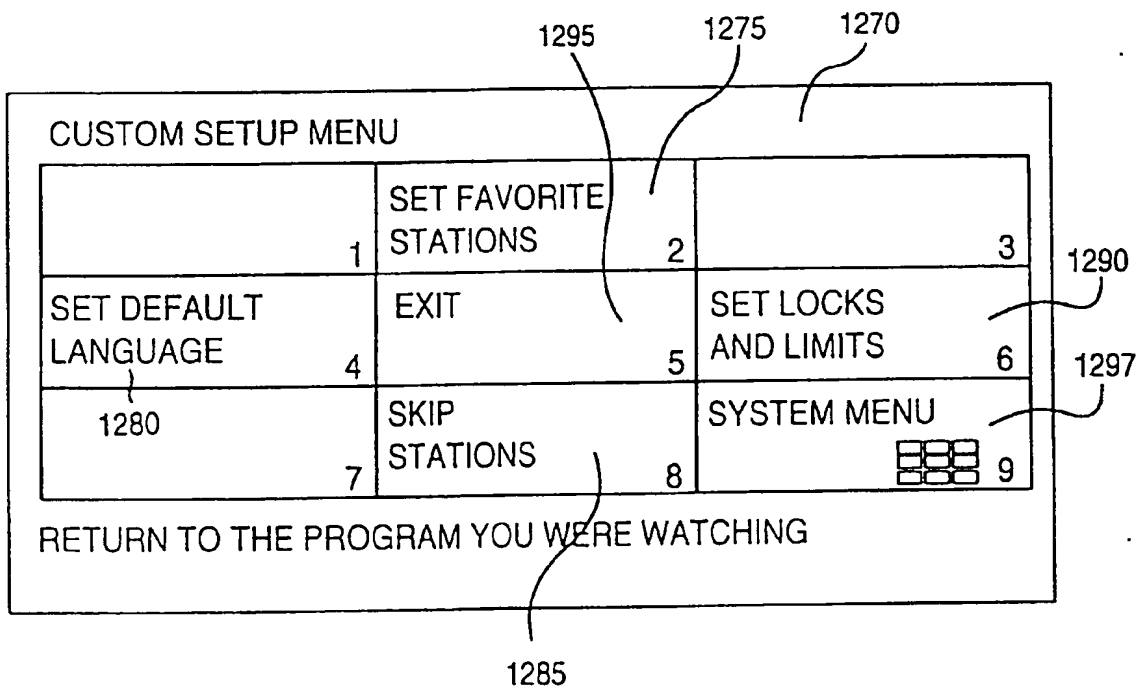 1295 1275 1270
CUSTOM SETUP MENU
1
SET FAVORITE
STATIONS 2
3
1290
SET DEFAULT
LANGUAGE 4
EXIT
5
SET LOCKS
AND LIMITS 6
1297
1280
7
SKIP
STATIONS 8
SYSTEM MENU
9
RETURN TO THE PROGRAM YOU WERE WATCHING
1285